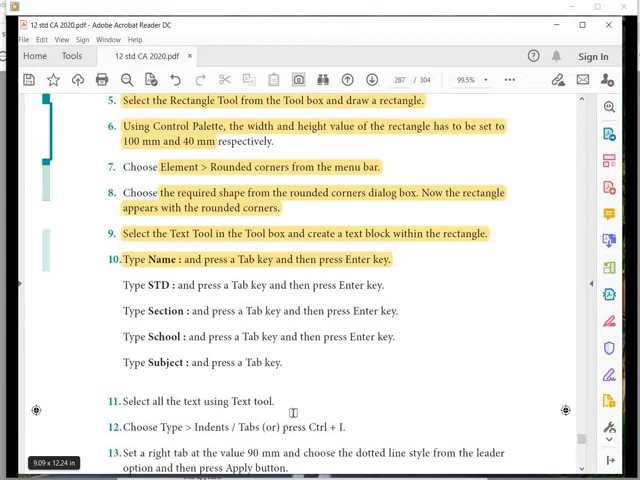 12 std CA 2020.pdf - Adobe Acrobat Reader DC
File Edit View Sign Window Help
Home Tools 12 std CA 2020.pdf × Sign In
287 / 304 99.5%
5. Select the Rectangle Tool from the Tool box and draw a rectangle.
6. Using Control Palette, the width and height value of the rectangle has to be set to
100 mm and 40 mm respectively.
7. Choose Element > Rounded corners from the menu bar.
8. Choose the required shape from the rounded corners dialog box. Now the rectangle
appears with the rounded corners.
9. Select the Text Tool in the Tool box and create a text block within the rectangle.
10. Type Name : and press a Tab key and then press Enter key.
Type STD : and press a Tab key and then press Enter key.
Type Section : and press a Tab key and then press Enter key.
Type School : and press a Tab key and then press Enter key.
Type Subject : and press a Tab key.
11. Select all the text using Text tool.
12. Choose Type > Indents / Tabs (or) press Ctrl + I.
13. Set a right tab at the value 90 mm and choose the dotted line style from the leader
option and then press Apply button.
9.09 x 12.24 in